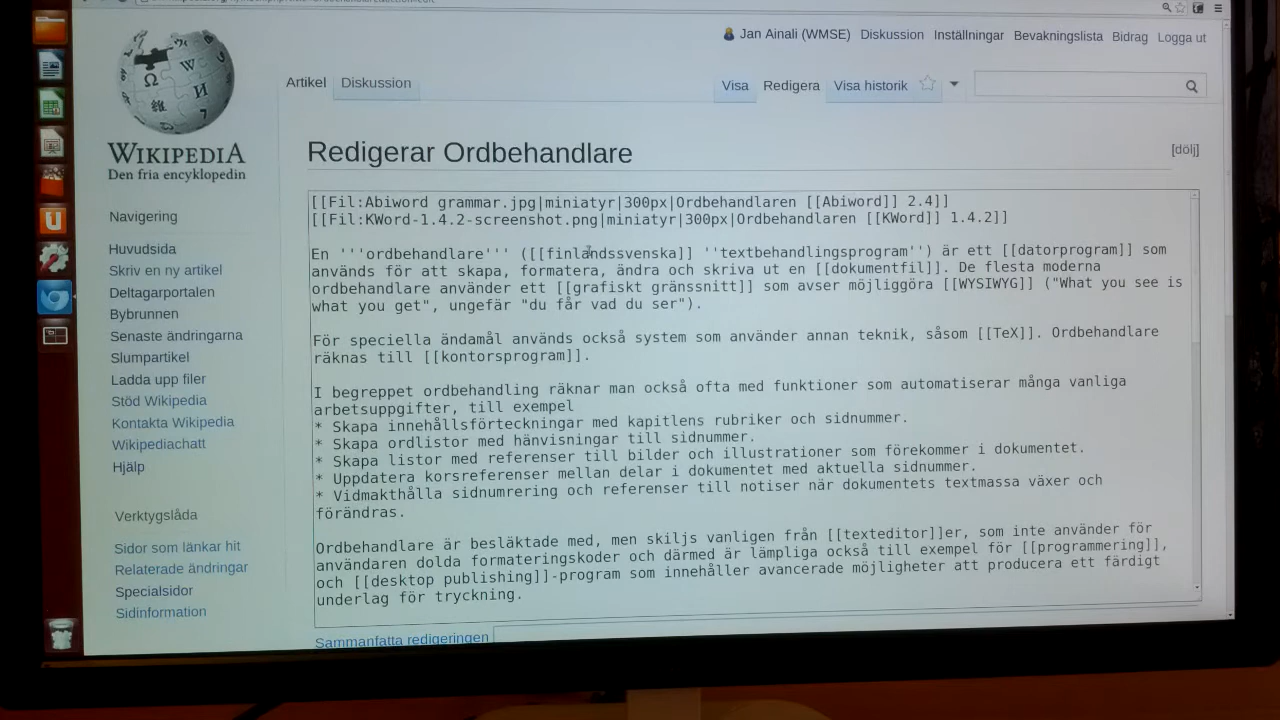 Jan Ainali (WMSE) Diskussion Inställningar Bevakningslista Bidrag Logga ut
Artikel Diskussion Visa Redigera Visa historik
WIKIPEDIA
Den fria encyklopedin
Navigering
Huvudsida
Skriv en ny artikel
Deltagarportalen
Bybrunnen
Senaste ändringarna
Slumpartikel
Ladda upp filer
Stöd Wikipedia
Kontakta Wikipedia
Wikipediachatt
Hjälp
Verktygslåda
Sidor som länkar hit
Relaterade ändringar
Specialsidor
Sidinformation
Redigerar Ordbehandlare
[dölj]
[[Fil:Abiword grammar.jpg|miniatyr|300px|Ordbehandlaren [[Abiword]] 2.4]]
[[Fil:KWord-1.4.2-screenshot.png|miniatyr|300px|Ordbehandlaren [[KWord]] 1.4.2]]
En '''ordbehandlare''' ([[finlandssvenska]] ''textbehandlingsprogram'') är ett [[datorprogram]] som
används för att skapa, formatera, ändra och skriva ut en [[dokumentfil]]. De flesta moderna
ordbehandlare använder ett [[grafiskt gränssnitt]] som avser möjliggöra [[WYSIWYG]] ("What you see is
what you get", ungefär "du får vad du ser").
För speciella ändamål används också system som använder annan teknik, såsom [[TeX]]. Ordbehandlare
räknas till [[kontorsprogram]].
I begreppet ordbehandling räknar man också ofta med funktioner som automatiserar många vanliga
arbetsuppgifter, till exempel
* Skapa innehållsförteckningar med kapitlens rubriker och sidnummer.
* Skapa ordlistor med hänvisningar till sidnummer.
* Skapa listor med referenser till bilder och illustrationer som förekommer i dokumentet.
* Uppdatera korsreferenser mellan delar i dokumentet med aktuella sidnummer.
* Vidmakthålla sidnumrering och referenser till notiser när dokumentets textmassa växer och
förändras.
Ordbehandlare är besläktade med, men skiljs vanligen från [[texteditor]]er, som inte använder för
användaren dolda formateringskoder och därmed är lämpliga också till exempel för [[programmering]],
och [[desktop publishing]]-program som innehåller avancerade möjligheter att producera ett färdigt
underlag för tryckning.
Sammanfatta redigeringen